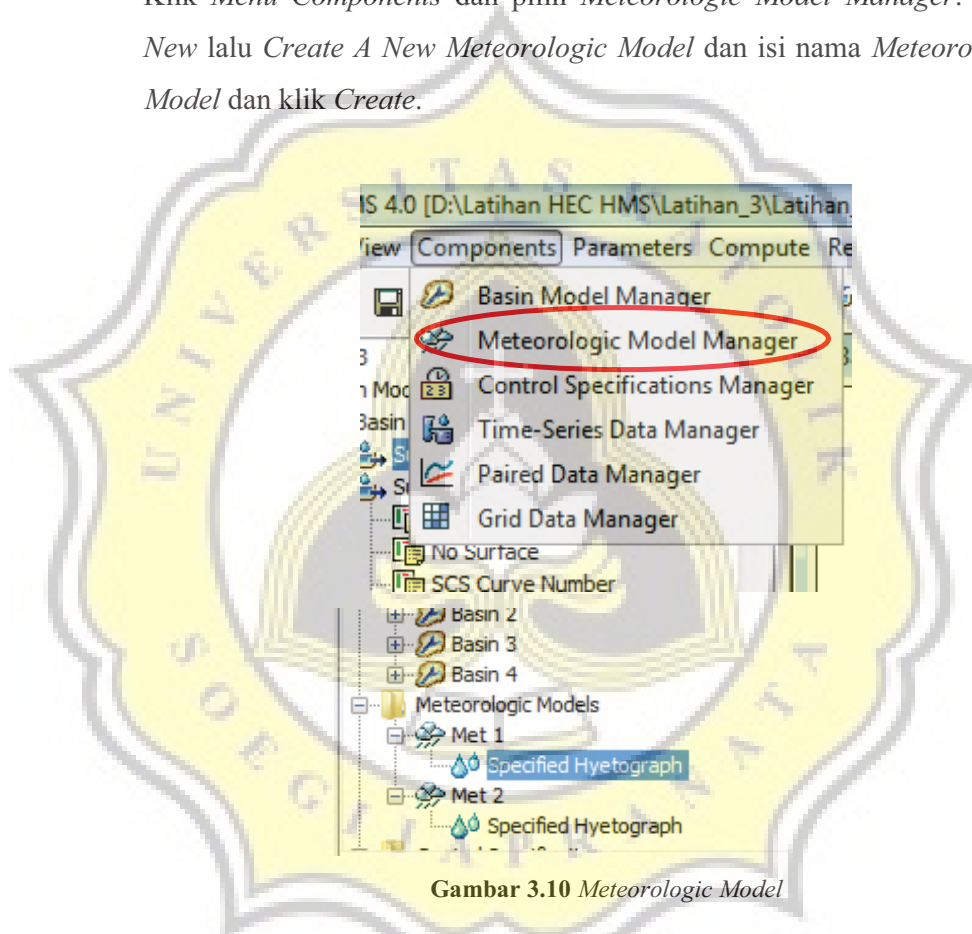 Klik Menu Components dan pilih Meteorologic Model Manager.
New lalu Create A New Meteorologic Model dan isi nama Meteoro
Model dan klik Create.
UNIVERSITAS KATOLIK
IS 4.0 [D:\Latihan HEC HMS\Latihan_3\Latihan_
View Components Parameters Compute Re
Basin Model Manager
Meteorologic Model Manager
Control Specifications Manager
Time-Series Data Manager
Paired Data Manager
Grid Data Manager
No Surface
SCS Curve Number
Basin 2
Basin 3
Basin 4
Meteorologic Models
Met 1
Specified Hyetograph
Met 2
Specified Hyetograph
SOEGIJAPRANATA
Gambar 3.10 Meteorologic Model